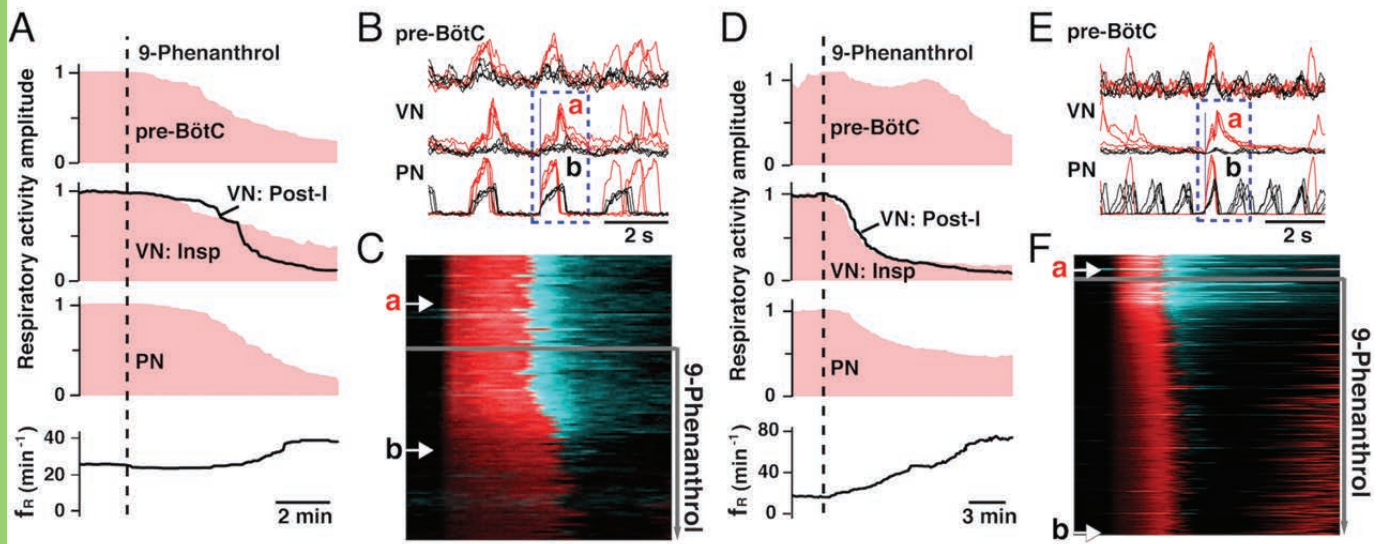 A
9-Phenanthrol
Respiratory activity amplitude
1
pre-BötC
0
1
VN: Post-I
VN: Insp
0
1
PN
0
fR (min-1)
40
20
0
2 min
B
pre-BötC
VN
a
PN
b
2 s
C
a
b
9-Phenanthrol
D
9-Phenanthrol
Respiratory activity amplitude
1
pre-BötC
0
1
VN: Post-I
VN: Insp
0
1
PN
0
fR (min-1)
80
40
0
3 min
E
pre-BötC
VN
a
PN
b
2 s
F
a
b
9-Phenanthrol